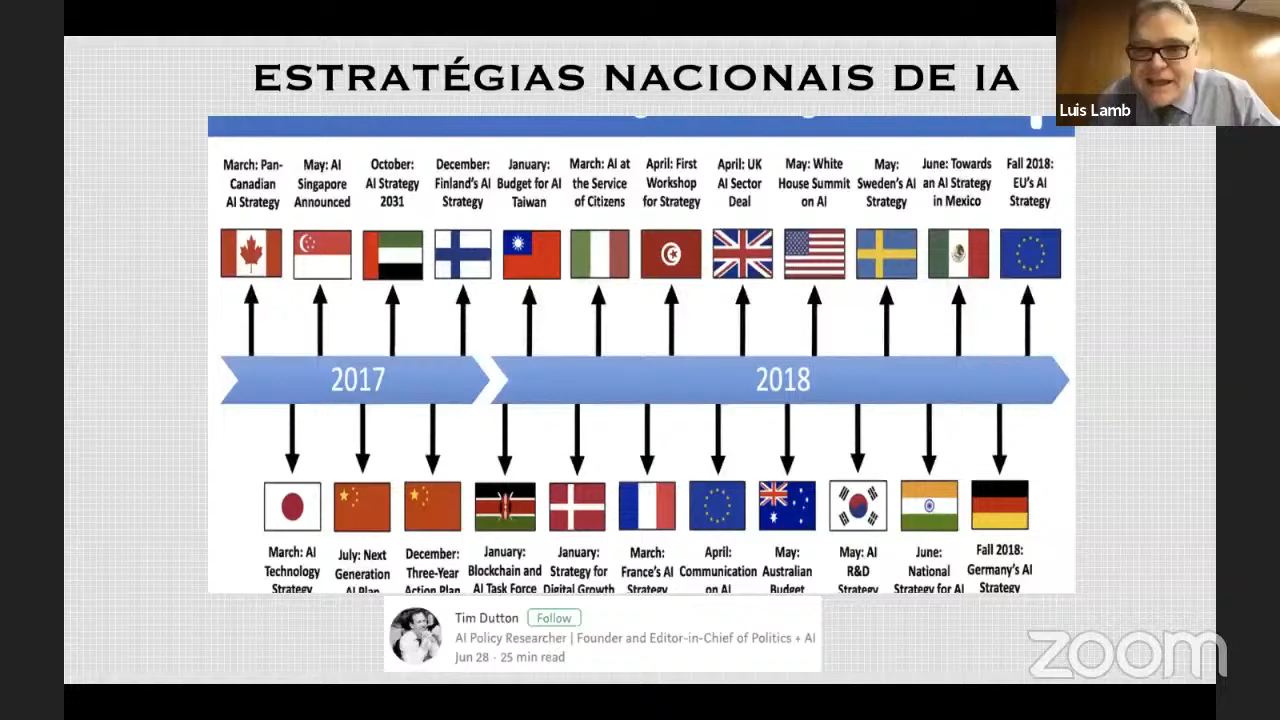 ESTRATÉGIAS NACIONAIS DE IA
Luis Lamb
March: Pan-
Canadian
AI Strategy
May: AI
Singapore
Announced
October:
AI Strategy
2031
December:
Finland's AI
Strategy
January:
Budget for AI
Taiwan
March: AI at
the Service
of Citizens
April: First
Workshop
for Strategy
April: UK
AI Sector
Deal
May: White
House Summit
on AI
May:
Sweden's AI
Strategy
June: Towards
an AI Strategy
in Mexico
Fall 2018:
EU's AI
Strategy
2017
2018
March: AI
Technology
Strategy
July: Next
Generation
AI Plan
December:
Three-Year
Action Plan
January:
Blockchain and
AI Task Force
January:
Strategy for
Digital Growth
March:
France's AI
Strategy
April:
Communication
on AI
May:
Australian
Budget
May: AI
R&D
Strategy
June:
National
Strategy for AI
Fall 2018:
Germany's AI
Strategy
Tim Dutton
Follow
AI Policy Researcher | Founder and Editor-in-Chief of Politics + AI
Jun 28 · 25 min read
zoom